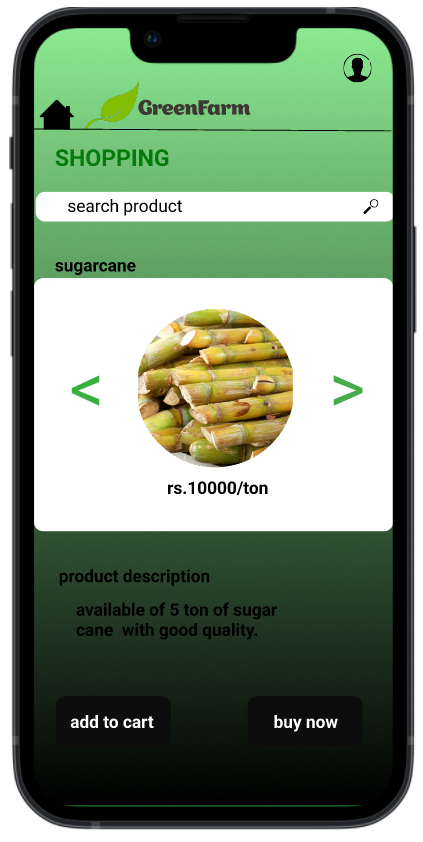 GreenFarm
SHOPPING
search product
sugarcane
< >
rs.10000/ton
product description
available of 5 ton of sugar
cane with good quality.
add to cart
buy now